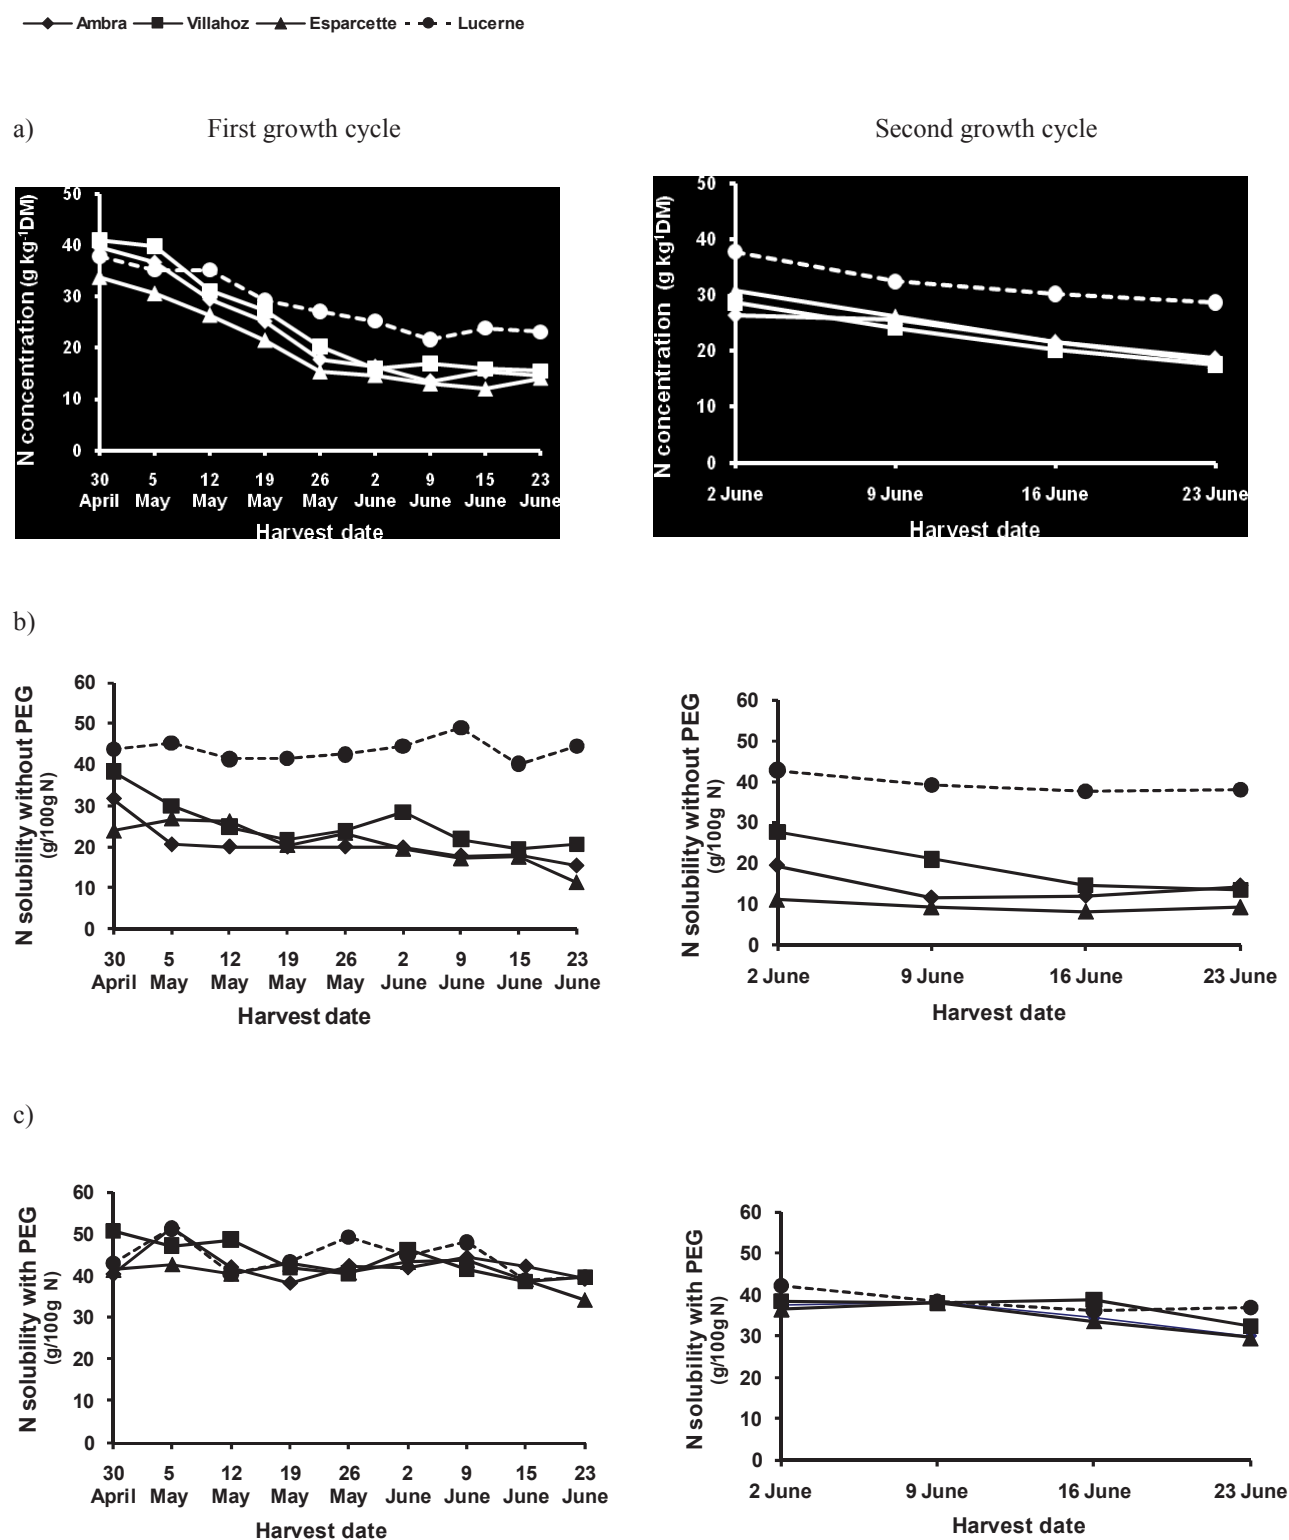 Ambra Villahoz Esparcette Lucerne
a) First growth cycle Second growth cycle
N concentration (g kg-1DM)
50
40
30
20
10
0
30 5 12 19 26 2 9 15 23
April May May May May June June June June
Harvest date
N concentration (g kg1DM)
50
40
30
20
10
0
2 June 9 June 16 June 23 June
Harvest date
b)
N solubility without PEG
(g/100g N)
60
50
40
30
20
10
0
30 5 12 19 26 2 9 15 23
April May May May May June June June June
Harvest date
N solubility without PEG
(g/100g N)
60
50
40
30
20
10
0
2 June 9 June 16 June 23 June
Harvest date
c)
N solubility with PEG
(g/100g N)
60
50
40
30
20
10
0
30 5 12 19 26 2 9 15 23
April May May May May June June June June
Harvest date
N solubility with PEG
(g/100g N)
60
50
40
30
20
10
0
2 June 9 June 16 June 23 June
Harvest date